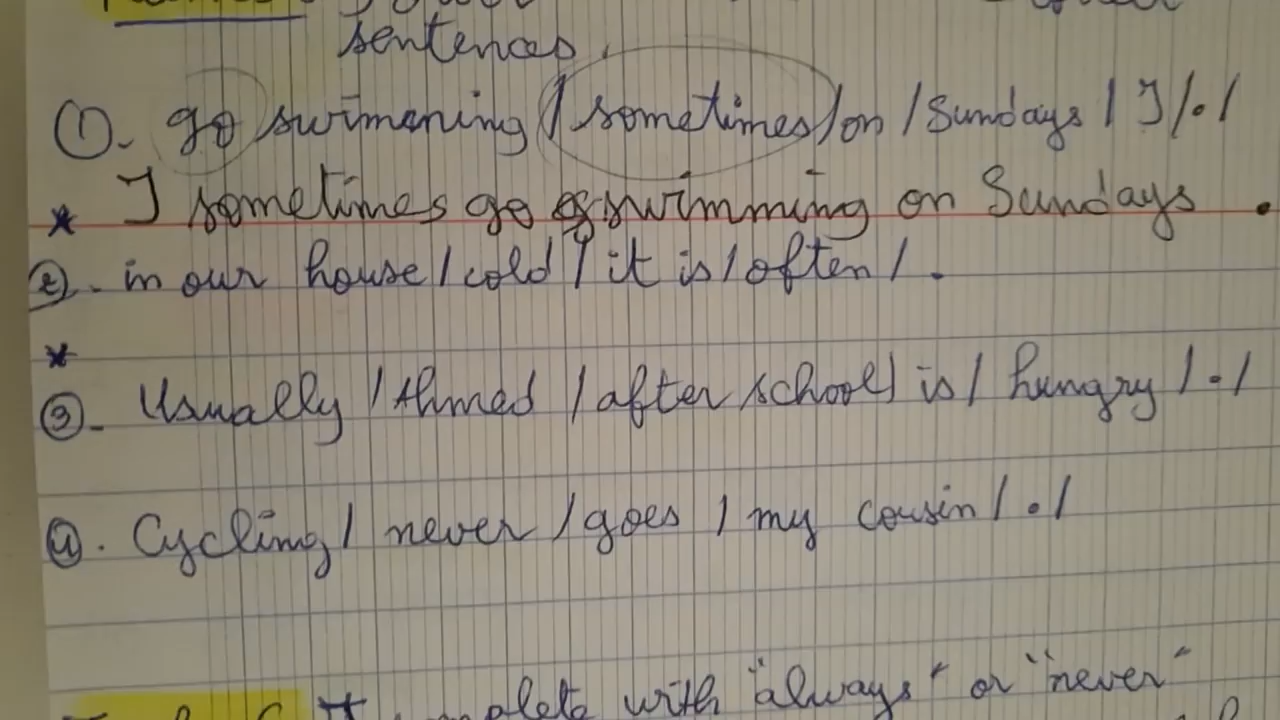 sentences.
①. go swimming / sometimes / on / Sundays / I / . /
* I sometimes go swimming on Sundays .
②. in our house / cold / it is / often / .
*
③. Usually / Ahmed / after school / is / hungry / . /
④. Cycling / never / goes / my cousin / . /
with "always" or "never"